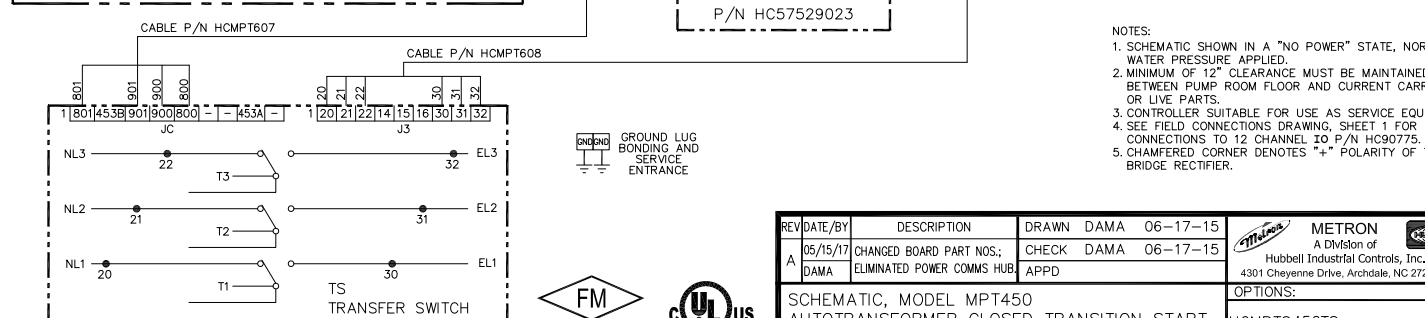 P/N HC57529023
CABLE P/N HCMPT607
CABLE P/N HCMPT608
801 901 900 800
20 21 22 30 31 32
1 801 453B 901 900 800 - - 453A -
JC
1 20 21 22 14 15 16 30 31 32
J3
NL3 22 T3 32 EL3
NL2 21 T2 31 EL2
NL1 20 T1 30 EL1
TS
TRANSFER SWITCH
GND GND
GROUND LUG
BONDING AND
SERVICE
ENTRANCE
FM
C UL US
NOTES:
1. SCHEMATIC SHOWN IN A "NO POWER" STATE,
WATER PRESSURE APPLIED.
2. MINIMUM OF 12" CLEARANCE MUST BE MAINTAINED
BETWEEN PUMP ROOM FLOOR AND CURRENT
OR LIVE PARTS.
3. CONTROLLER SUITABLE FOR USE AS SERVICE
4. SEE FIELD CONNECTIONS DRAWING, SHEET 1 FOR
CONNECTIONS TO 12 CHANNEL IO P/N HC90775.
5. CHAMFERED CORNER DENOTES "+" POLARITY OF
BRIDGE RECTIFIER.
REV DATE/BY DESCRIPTION
A 05/15/17 CHANGED BOARD PART NOS.;
DAMA ELIMINATED POWER COMMS HUB.
DRAWN DAMA 06-17-15
CHECK DAMA 06-17-15
APPD
Metron
METRON
A Division of
Hubbell Industrial Controls, Inc.
4301 Cheyenne Drive, Archdale, NC
SCHEMATIC, MODEL MPT450
AUTOTRANSFORMER CLOSED TRANSITION START
OPTIONS: